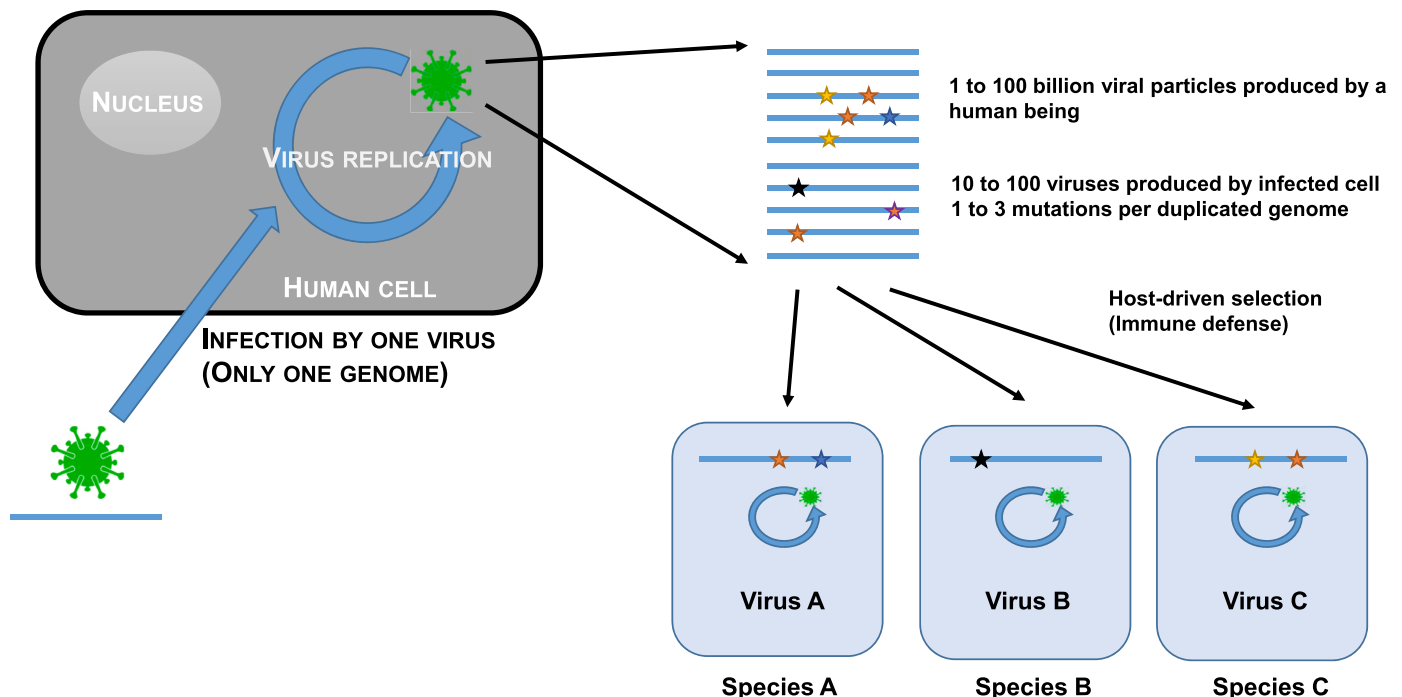 NUCLEUS
VIRUS REPLICATION
HUMAN CELL
INFECTION BY ONE VIRUS
(ONLY ONE GENOME)
1 to 100 billion viral particles produced by a
human being
10 to 100 viruses produced by infected cell
1 to 3 mutations per duplicated genome
Host-driven selection
(Immune defense)
Virus A
Virus B
Virus C
Species A
Species B
Species C